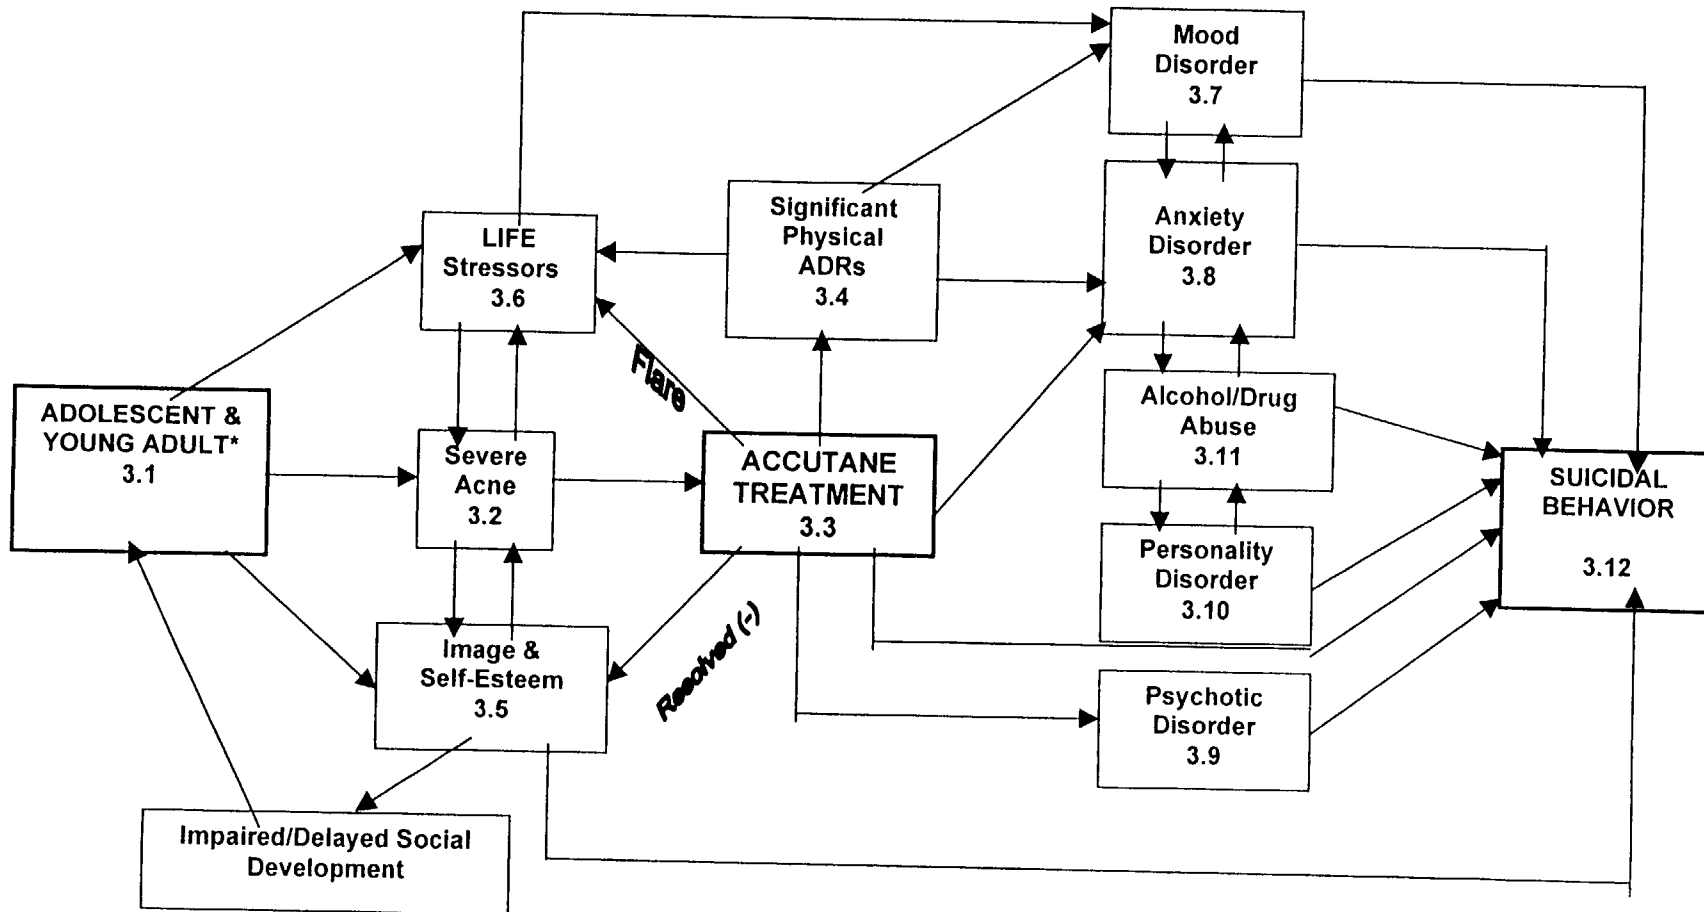 Mood
Disorder
3.7
LIFE
Stressors
3.6
Significant
Physical
ADRs
3.4
Anxiety
Disorder
3.8
Flare
ADOLESCENT &
YOUNG ADULT*
3.1
Severe
Acne
3.2
ACCUTANE
TREATMENT
3.3
Alcohol/Drug
Abuse
3.11
SUICIDAL
BEHAVIOR
3.12
Personality
Disorder
3.10
Image &
Self-Esteem
3.5
Resolved (-)
Psychotic
Disorder
3.9
Impaired/Delayed Social
Development